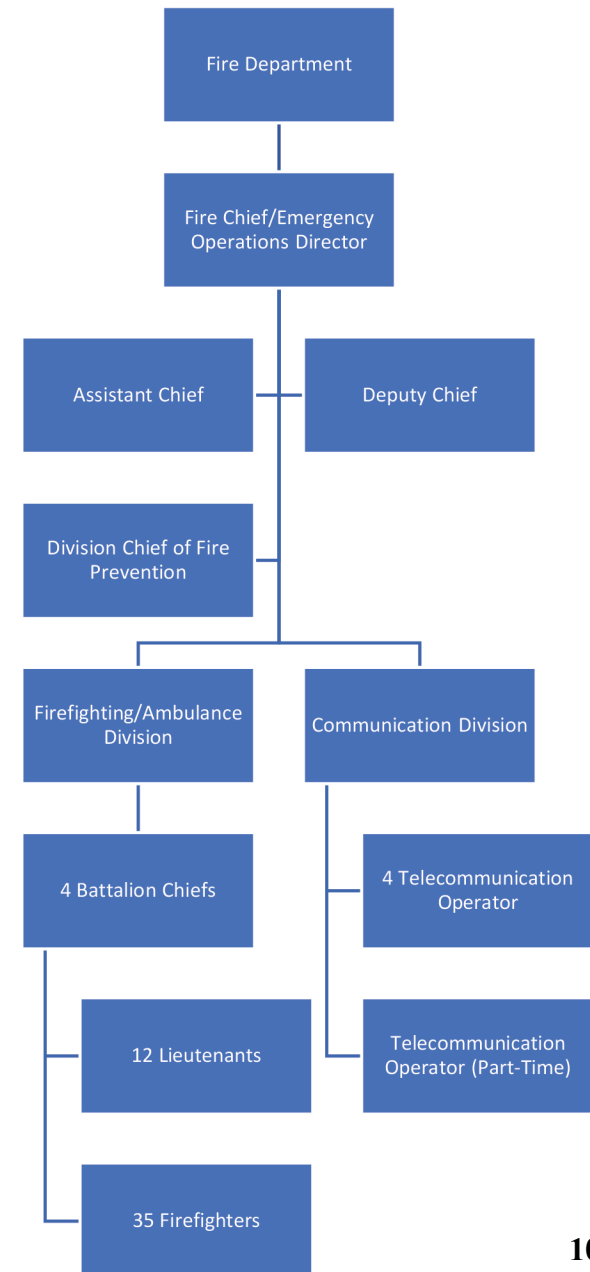 Fire Department
Fire Chief/Emergency
Operations Director
Assistant Chief
Deputy Chief
Division Chief of Fire
Prevention
Firefighting/Ambulance
Division
Communication Division
4 Battalion Chiefs
4 Telecommunication
Operator
12 Lieutenants
Telecommunication
Operator (Part-Time)
35 Firefighters